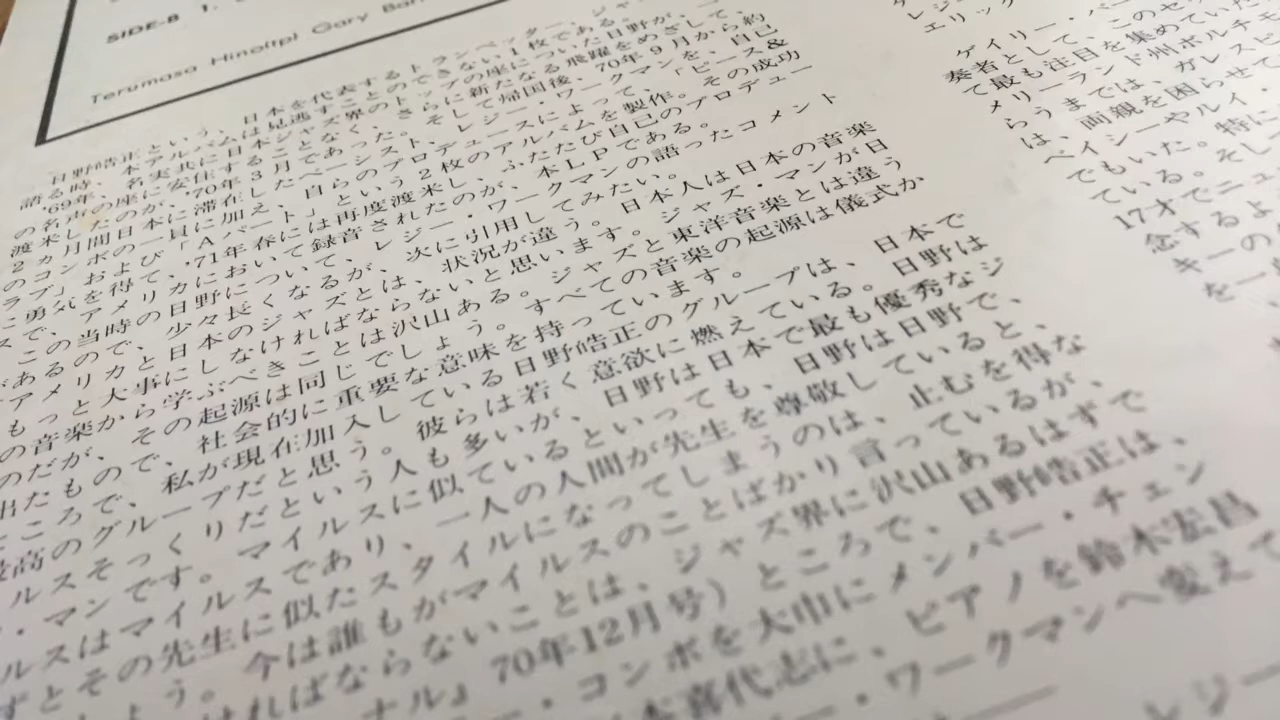 SIDE-B 1.
Terumasa Hino(tp) Gary Bar
日野皓正という、日本を代表するトランペッター、ジャ
語る時、本アルバムは見逃すことのできない1枚である。
'69年、名実共に日本ジャズ界のトップの座についた日野が、
の名声の座に安住することなく、さらに新たなる飛躍をめざして、
渡米したのが、'70年3月であった。そして帰国後、70年9月から約
2ヵ月間日本に滞在したベーシスト、レジー・ワークマンを、自己
のコンボの一員に加え、自らのプロデュースによって、「ピース&
ラブ」および「Aパート」という2枚のアルバムを製作。その成功
に勇気を得て、'71年春には再度渡米し、ふたたび自己のプロデュー
スで、アメリカにおいて録音されたのが、本LPである。
この当時の日野について、レジー・ワークマンの語ったコメント
があるので、少々長くなるが、次に引用してみたい。
アメリカと日本のジャズとは、状況が違う。日本人は日本の音楽
もっと大事にしなければならないと思います。ジャズ・マンが日
の音楽から学ぶべきことは沢山ある。ジャズと東洋音楽とは違う
のだが、その起源は同じでしょう。すべての音楽の起源は儀式か
出たもので、社会的に重要な意味を持っています。
ころで、私が現在加入している日野皓正のグループは、日本で
最高のグループだと思う。彼らは若く意欲に燃えている。日野は
ルスそっくりだという人も多いが、日野は日本で最も優秀なジ
・マンです。マイルスに似ているといっても、日野は日野で、
ルスはマイルスであり、一人の人間が先生を尊敬していると、
ずとその先生に似たスタイルになってしまうのは、止むを得な
しょう。今は誰もがマイルスのことばかり言っているが、
ければならないことは、ジャズ界に沢山あるはずで
ナル』70年12月号）ところで、日野皓正は、
・コンボを大巾にメンバー・チェン
本喜代志に、ピアノを鈴木宏昌
・ワークマンへ変えて
レジー
エリック
ゲイリー・バー
奏者として、このセッ
て最も注目を集めていた
メリーランド州ボルチモ
らうまでは、ガレスピ
は、両親を困らせて
ベイシーやルイ・
でもいた。特に
ている。そし
17才でニュ
念するよ
キーの
を一